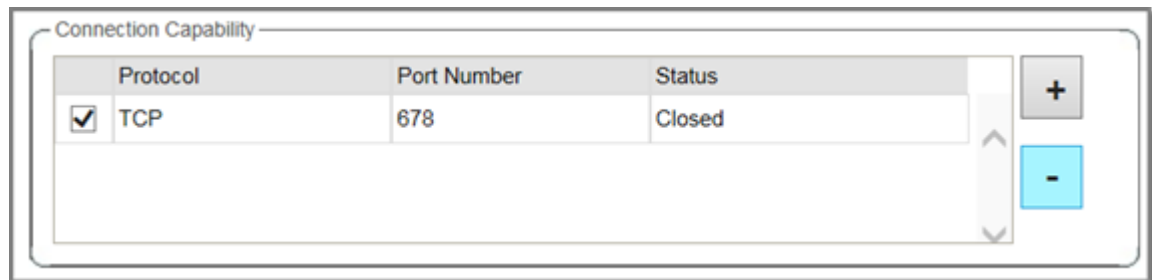 Connection Capability
Protocol Port Number Status
TCP 678 Closed
+
-